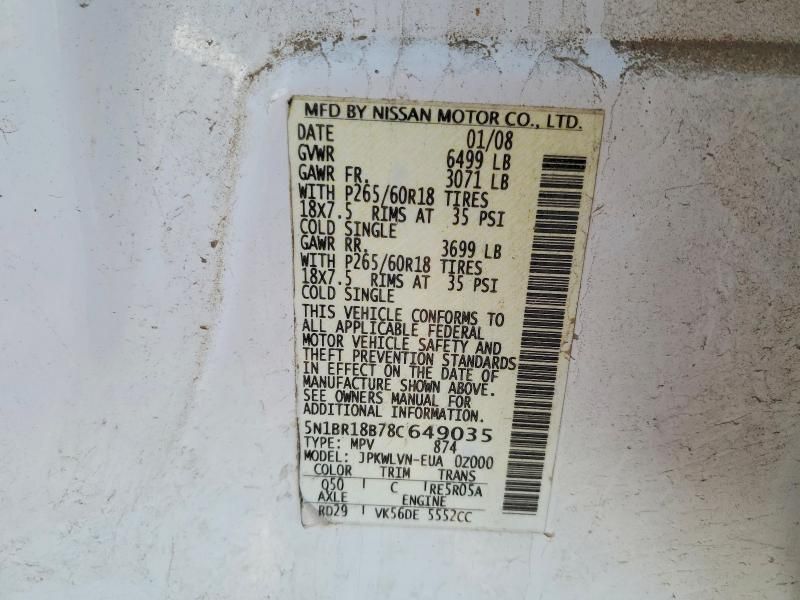 MFD BY NISSAN MOTOR CO., LTD.
DATE 01/08
GVWR 6499 LB
GAWR FR. 3071 LB
WITH P265/60R18 TIRES
18X7.5 RIMS AT 35 PSI
COLD SINGLE
GAWR RR. 3699 LB
WITH P265/60R18 TIRES
18X7.5 RIMS AT 35 PSI
COLD SINGLE
THIS VEHICLE CONFORMS TO
ALL APPLICABLE FEDERAL
MOTOR VEHICLE SAFETY AND
THEFT PREVENTION STANDARDS
IN EFFECT ON THE DATE OF
MANUFACTURE SHOWN ABOVE.
SEE OWNERS MANUAL FOR
ADDITIONAL INFORMATION.
5N1BR18B78C649035
TYPE: MPV 874
MODEL: JPKWLVN-EUA 0Z000
COLOR TRIM TRANS
Q50 C RE5R05A
AXLE ENGINE
RD29 VK56DE 5552CC